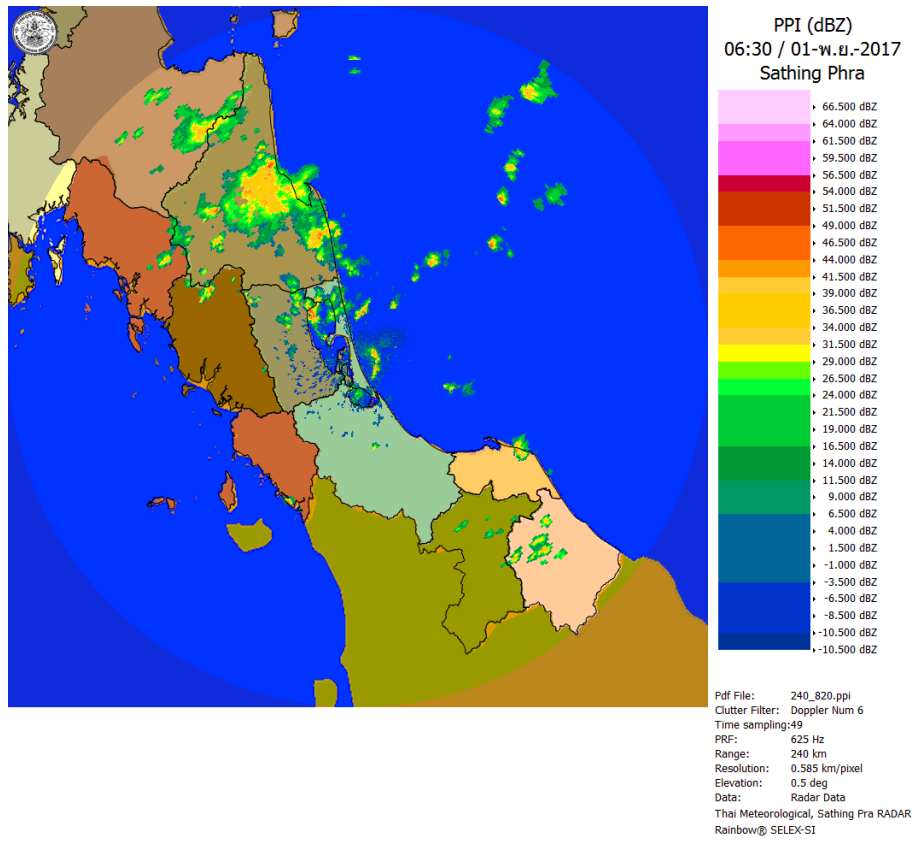 PPI (dBZ)
06:30 / 01-พ.ย.-2017
Sathing Phra
66.500 dBZ
64.000 dBZ
61.500 dBZ
59.500 dBZ
56.500 dBZ
54.000 dBZ
51.500 dBZ
49.000 dBZ
46.500 dBZ
44.000 dBZ
41.500 dBZ
39.000 dBZ
36.500 dBZ
34.000 dBZ
31.500 dBZ
29.000 dBZ
26.500 dBZ
24.000 dBZ
21.500 dBZ
19.000 dBZ
16.500 dBZ
14.000 dBZ
11.500 dBZ
9.000 dBZ
6.500 dBZ
4.000 dBZ
1.500 dBZ
-1.000 dBZ
-3.500 dBZ
-6.500 dBZ
-8.500 dBZ
-10.500 dBZ
-10.500 dBZ
Pdf File: 240_820.ppi
Clutter Filter: Doppler Num 6
Time sampling:49
PRF: 625 Hz
Range: 240 km
Resolution: 0.585 km/pixel
Elevation: 0.5 deg
Data: Radar Data
Thai Meteorological, Sathing Pra RADAR
Rainbow® SELEX-SI